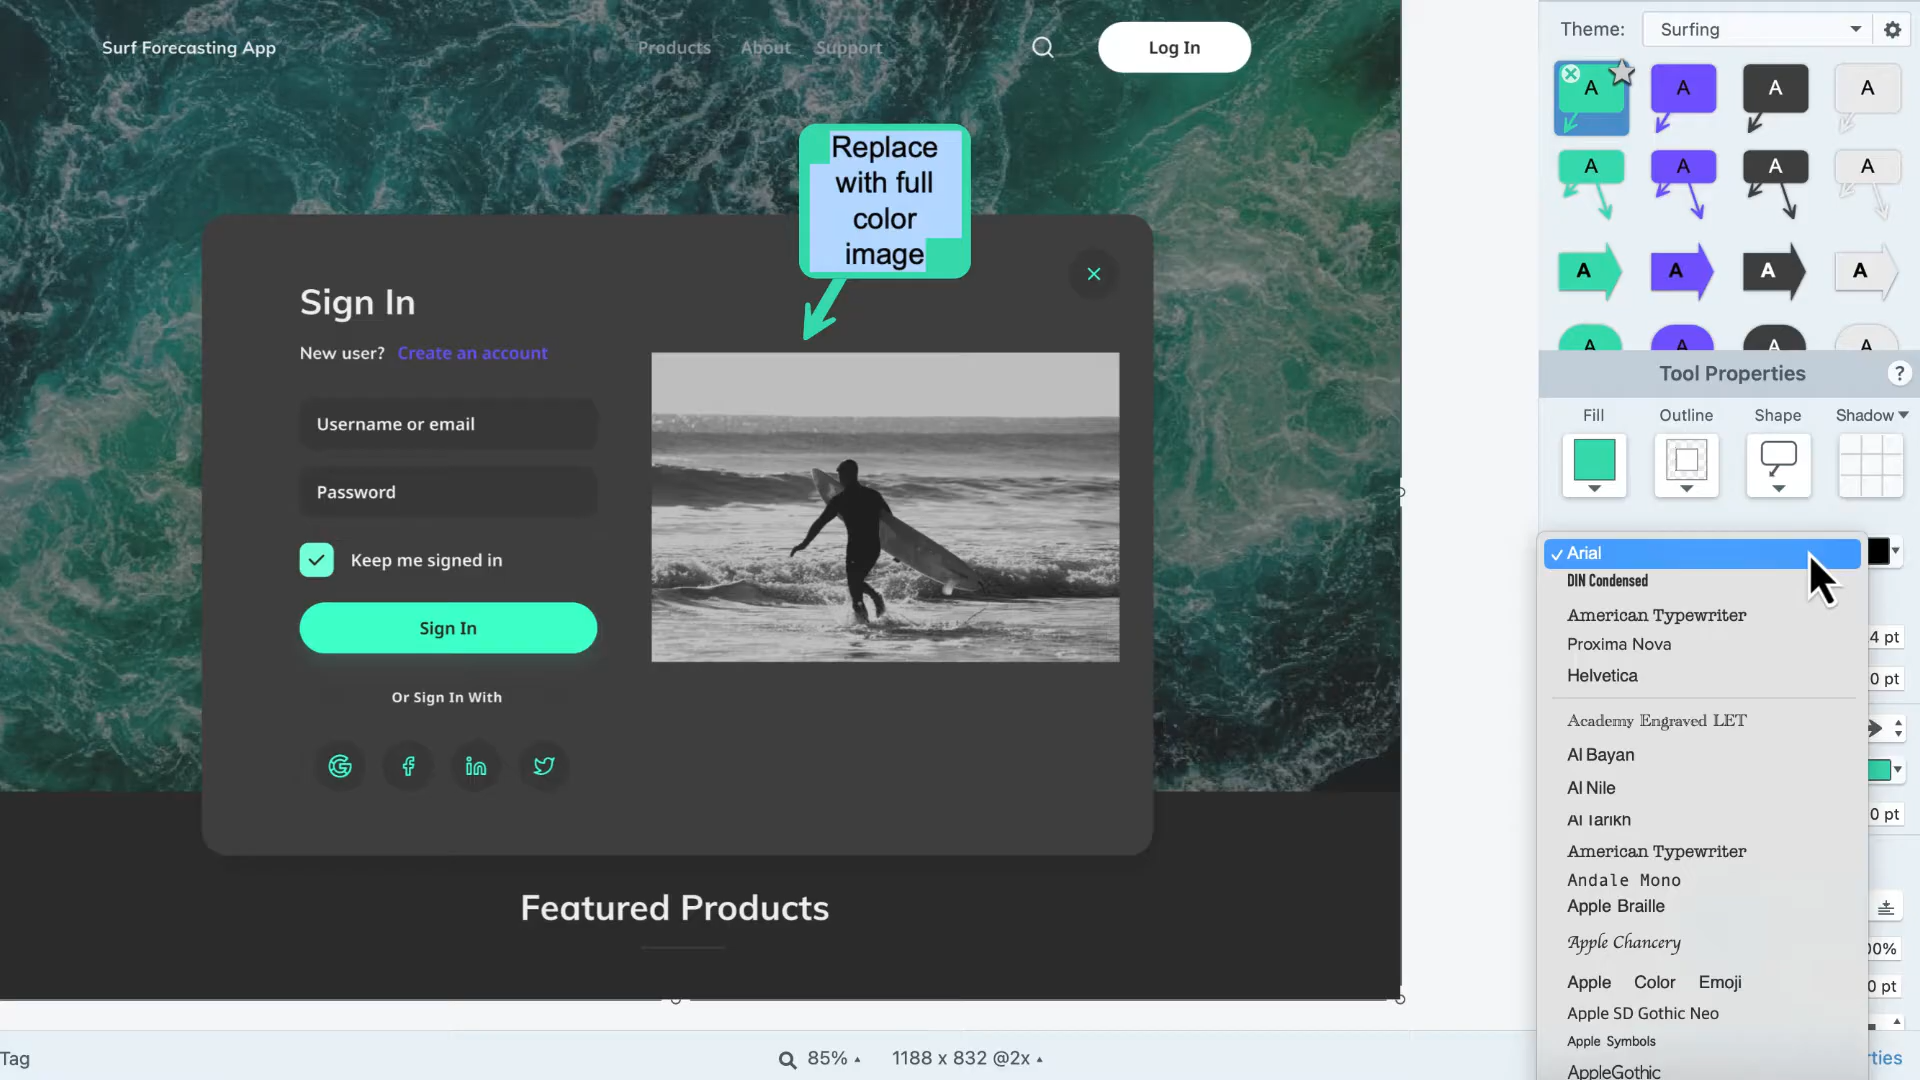 Surf Forecasting App
Products About Support
Log In
Theme: Surfing
A A A A
A A A A
A A A A
A A A A
Replace
with full
color
image
Sign In
New user? Create an account
Username or email
Password
Keep me signed in
Sign In
Or Sign In With
Featured Products
Tool Properties ?
Fill Outline Shape Shadow
✓ Arial
DIN Condensed
American Typewriter
Proxima Nova
Helvetica
Academy Engraved LET
Al Bayan
Al Nile
Al Tarikh
American Typewriter
Andale Mono
Apple Braille
Apple Chancery
Apple Color Emoji
Apple SD Gothic Neo
Apple Symbols
AppleGothic
4 pt
0 pt
0 pt
00%
0 pt
rties
Tag
85%
1188 x 832 @2x